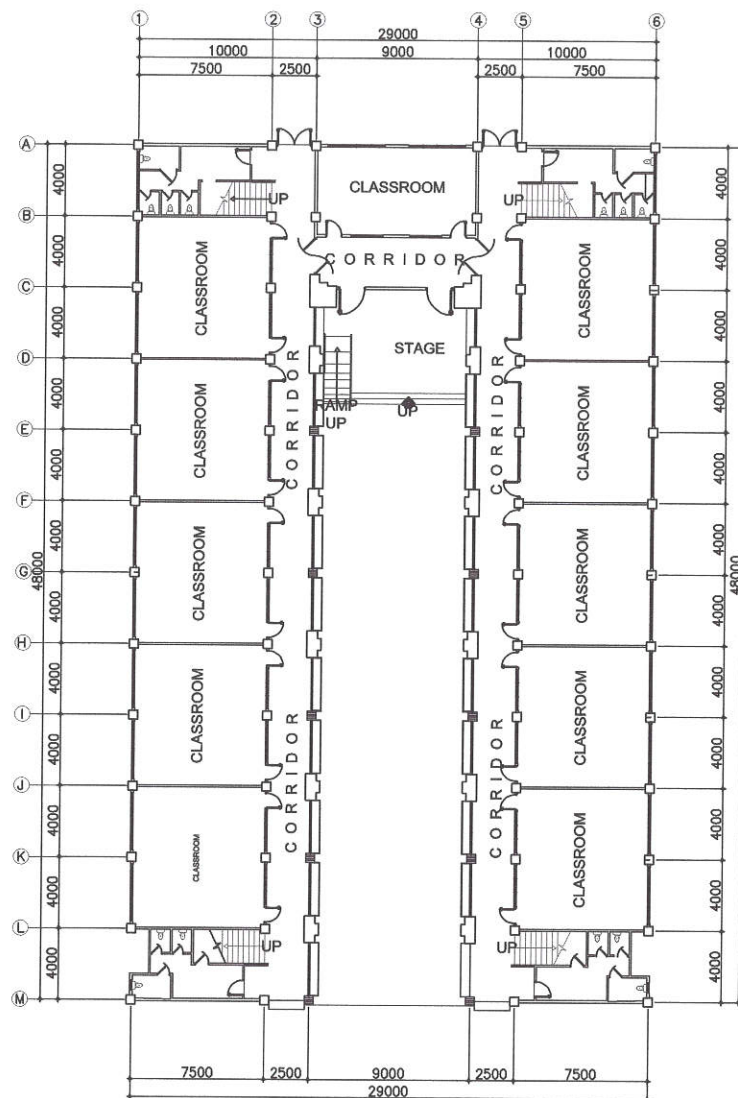 1 2 3 4 5 6
29000
10000 9000 10000
7500 2500 2500 7500
A
B
C
D
E
F
G
H
I
J
K
L
M
4000
4000
4000
4000
4000
4000
4000
4000
4000
4000
4000
4000
48000
4000
4000
4000
4000
4000
4000
4000
4000
4000
4000
4000
4000
48000
CLASSROOM
UP
UP
CORRIDOR
CLASSROOM
CLASSROOM
STAGE
CORRIDOR
CORRIDOR
RAMP
UP
UP
CLASSROOM
CLASSROOM
CLASSROOM
CLASSROOM
CLASSROOM
CLASSROOM
CORRIDOR
CORRIDOR
CLASSROOM
CLASSROOM
UP
UP
7500 2500 9000 2500 7500
29000